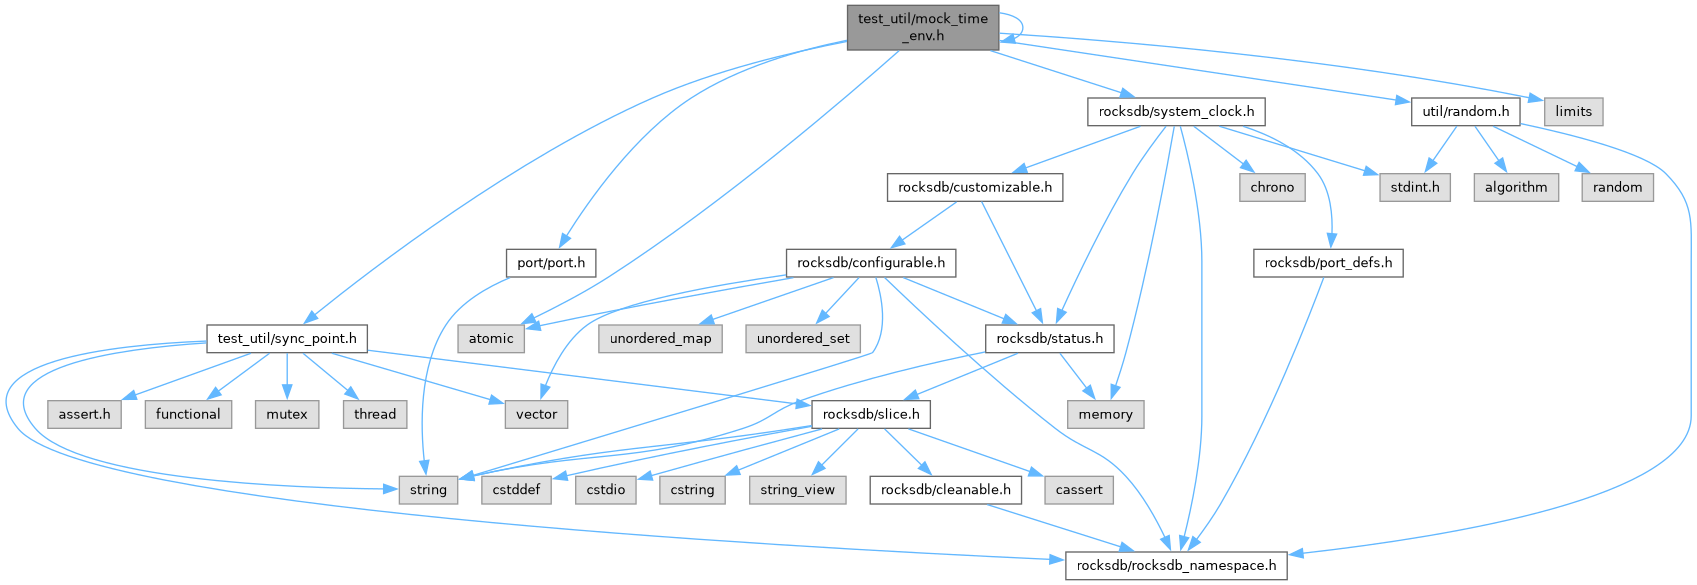 test_util/mock_time
_env.h
rocksdb/system_clock.h
util/random.h
limits
rocksdb/customizable.h
chrono
stdint.h
algorithm
random
port/port.h
rocksdb/configurable.h
rocksdb/port_defs.h
test_util/sync_point.h
atomic
unordered_map
unordered_set
rocksdb/status.h
assert.h
functional
mutex
thread
vector
rocksdb/slice.h
memory
string
cstddef
cstdio
cstring
string_view
rocksdb/cleanable.h
cassert
rocksdb/rocksdb_namespace.h